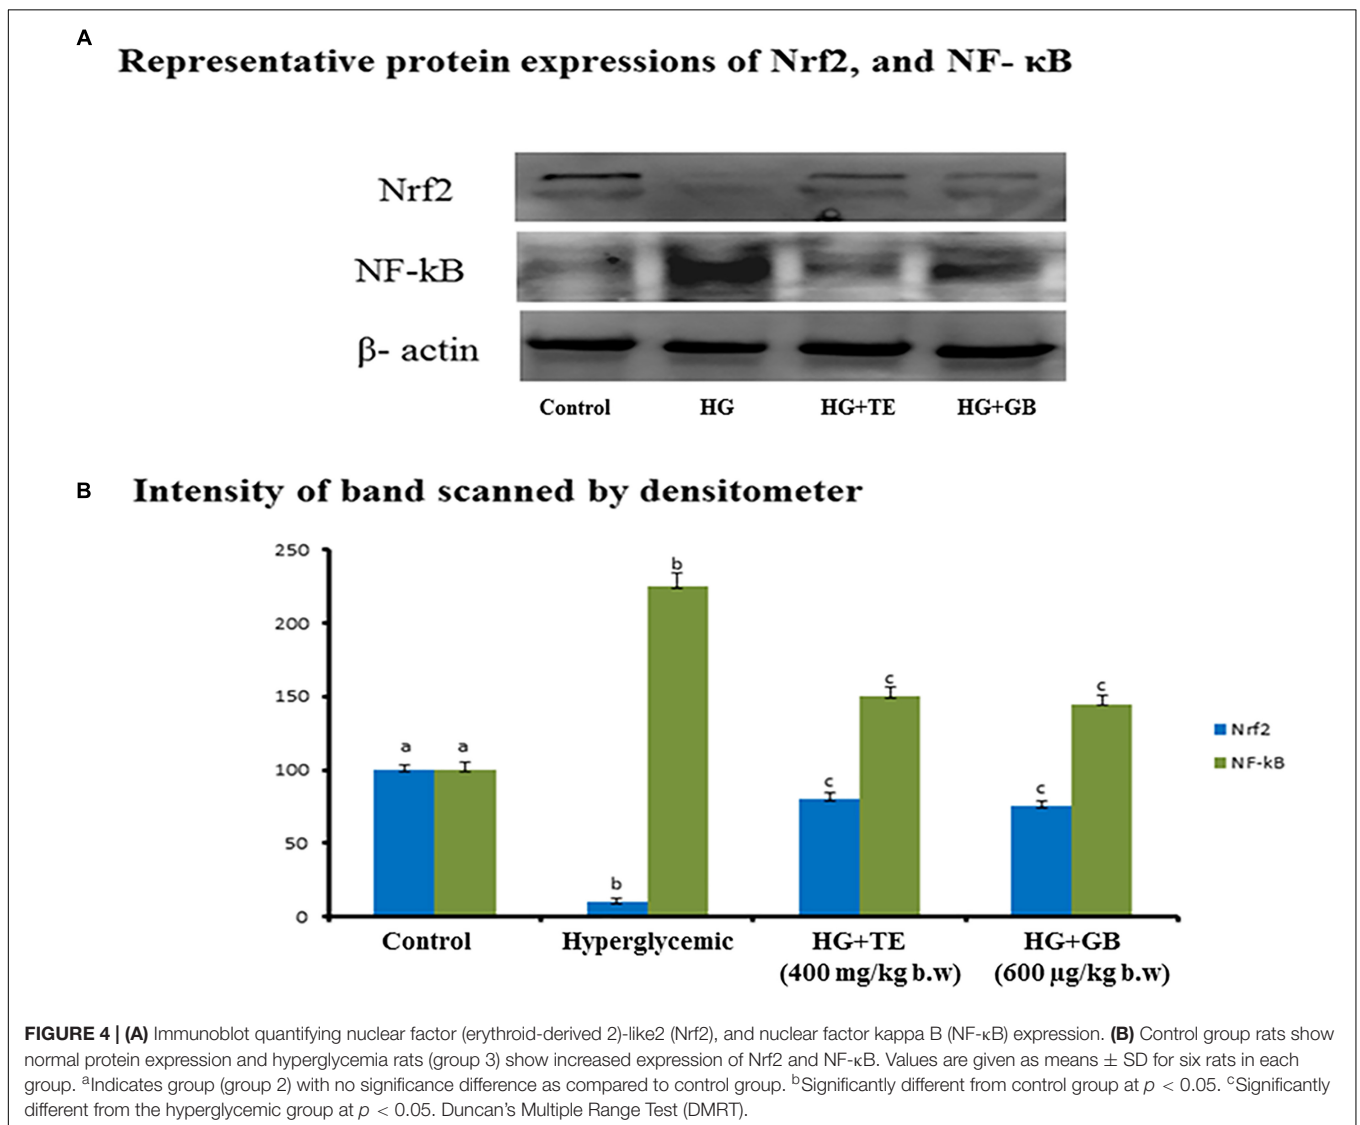 A
Representative protein expressions of Nrf2, and NF- κB
Nrf2
NF-kB
β- actin
Control HG HG+TE HG+GB
B
Intensity of band scanned by densitometer
250
200
150
100
50
0
a a
b b
c c
c c
Nrf2
NF-kB
Control Hyperglycemic HG+TE HG+GB
(400 mg/kg b.w) (600 µg/kg b.w)
FIGURE 4 | (A) Immunoblot quantifying nuclear factor (erythroid-derived 2)-like2 (Nrf2), and nuclear factor kappa B (NF-κB) expression. (B) Control group rats show
normal protein expression and hyperglycemia rats (group 3) show increased expression of Nrf2 and NF-κB. Values are given as means ± SD for six rats in each
group. aIndicates group (group 2) with no significance difference as compared to control group. bSignificantly different from control group at p < 0.05. cSignificantly
different from the hyperglycemic group at p < 0.05. Duncan's Multiple Range Test (DMRT).